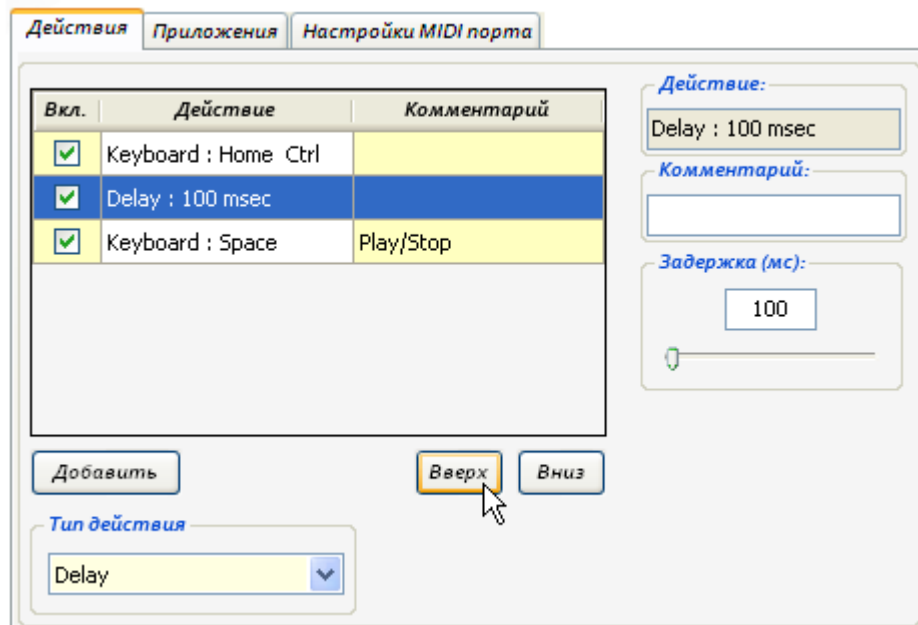 Действия Приложения Настройки MIDI порта
Вкл. Действие Комментарий
Keyboard : Home Ctrl
Delay : 100 msec
Keyboard : Space Play/Stop
Действие:
Delay : 100 msec
Комментарий:
Задержка (мс):
100
Добавить Вверх Вниз
Тип действия
Delay